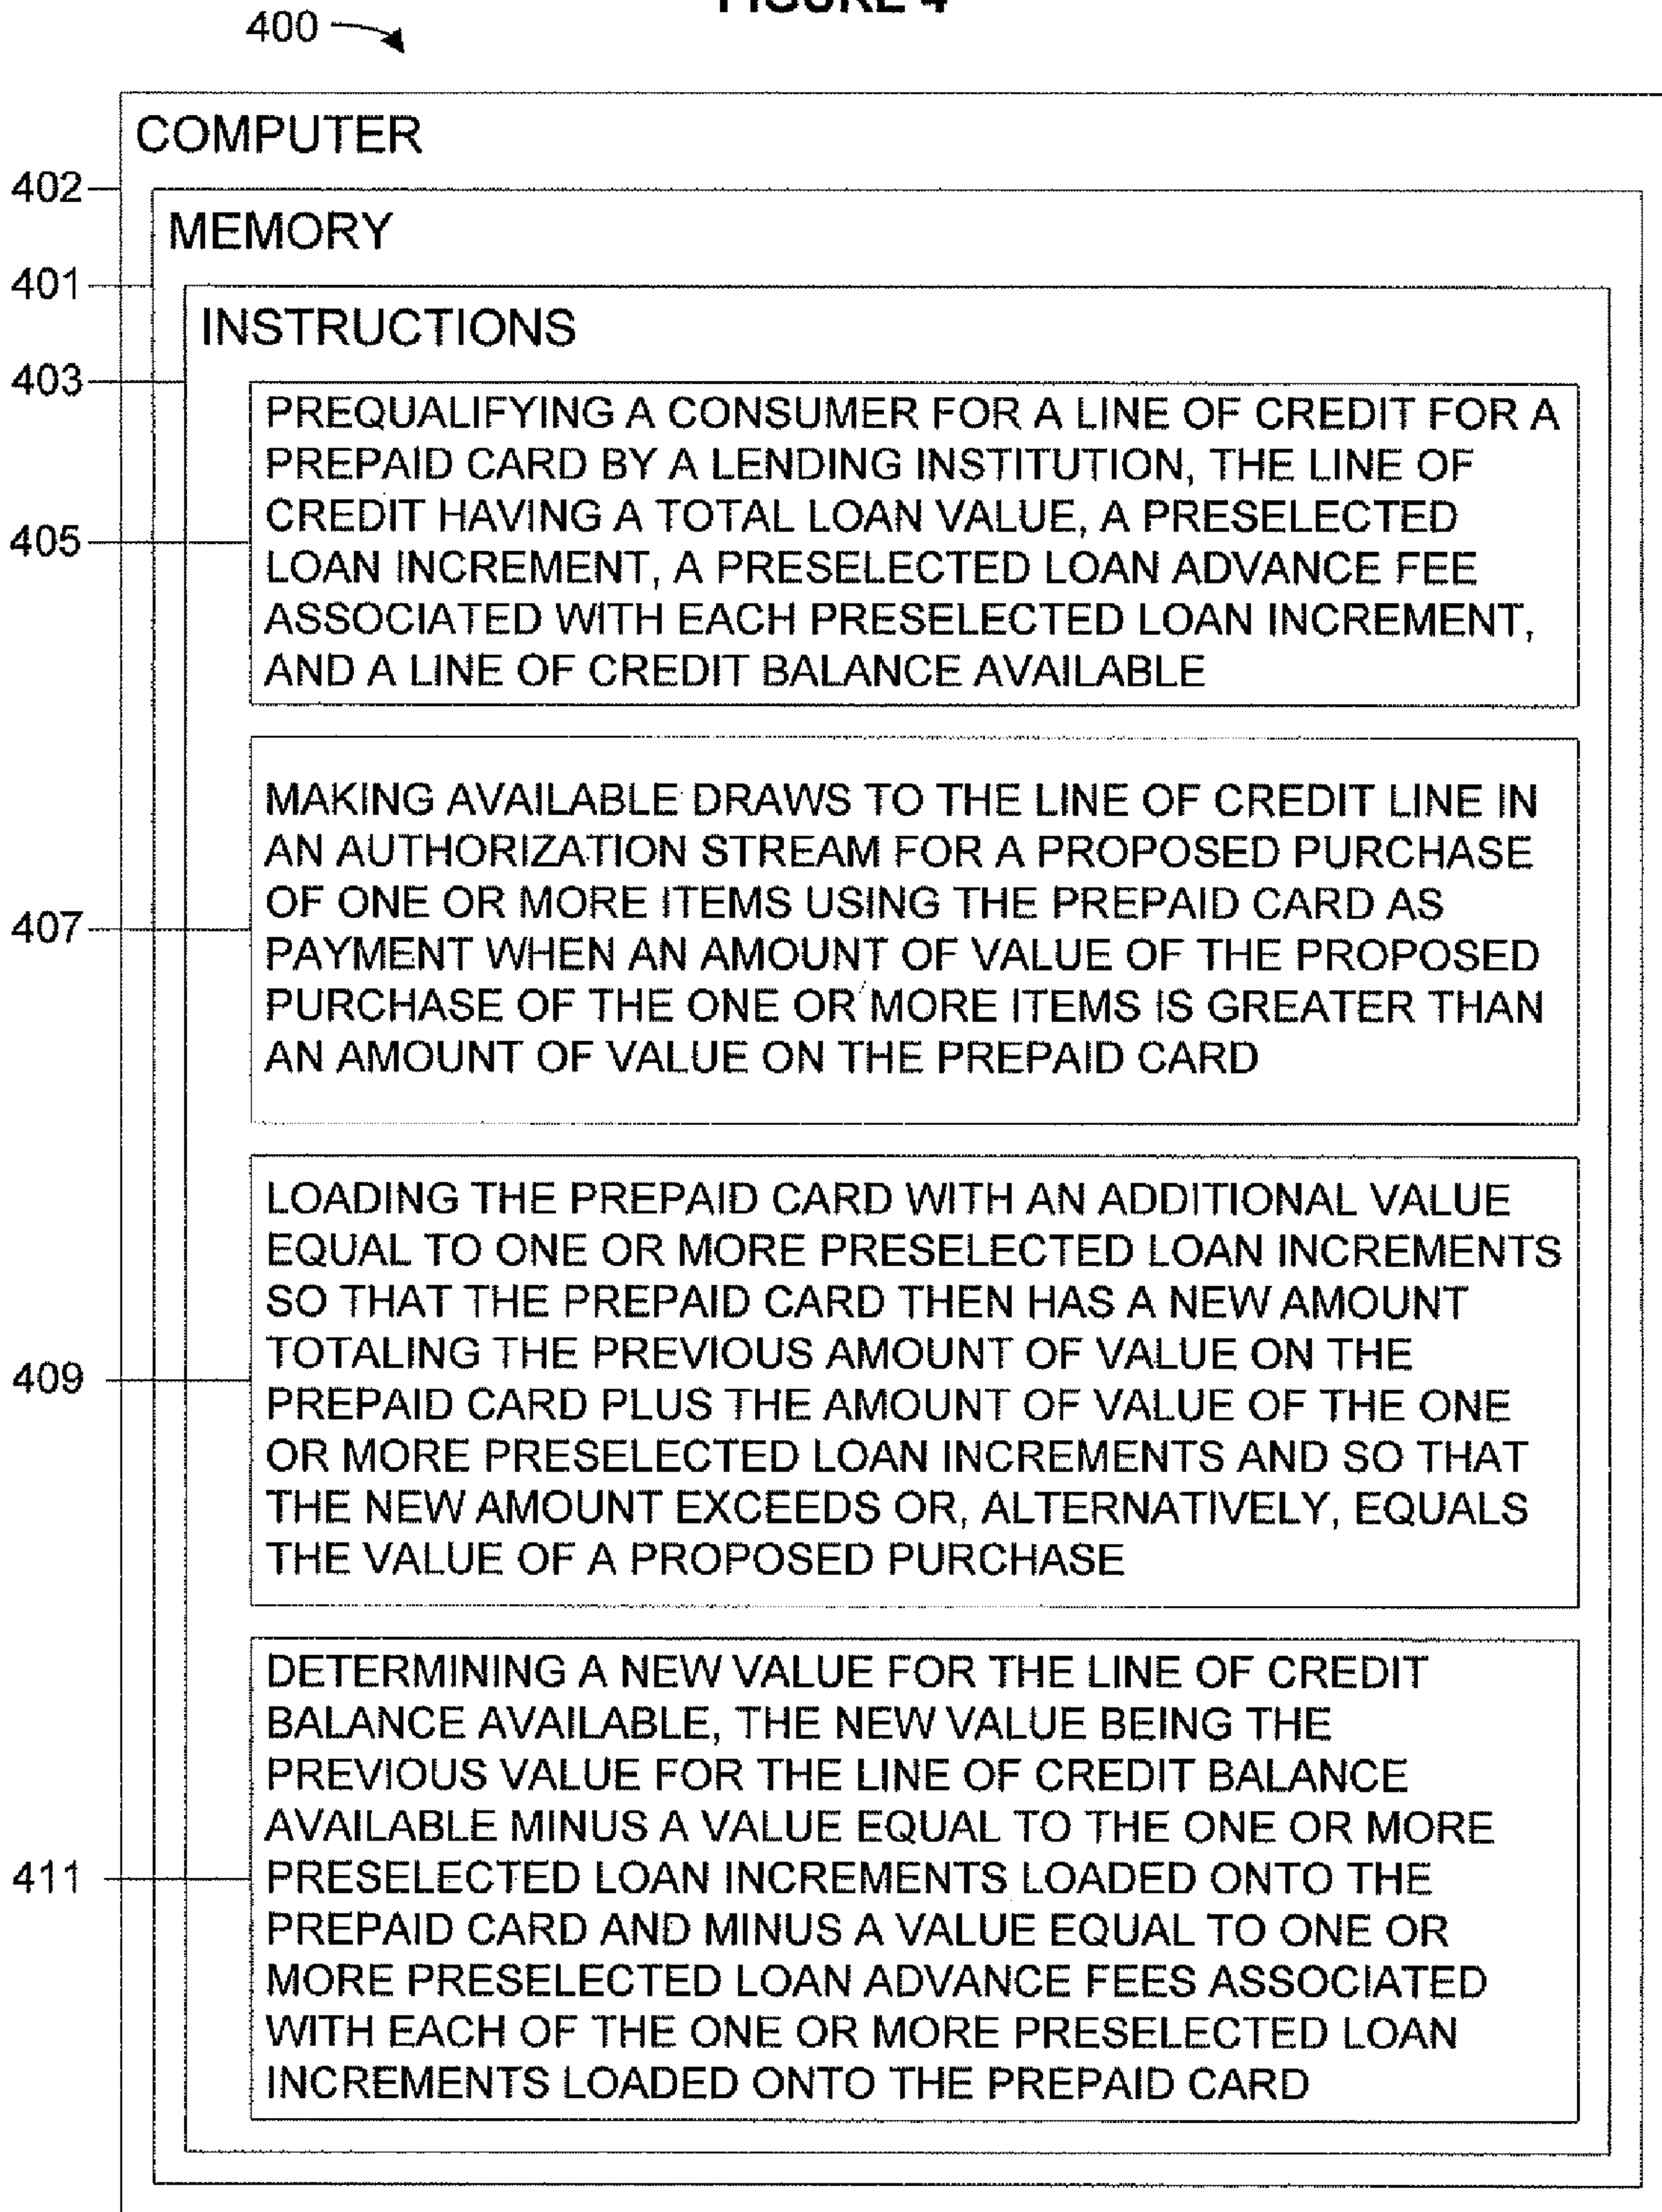 FIGURE 4
400
COMPUTER
402
MEMORY
401
INSTRUCTIONS
403
PREQUALIFYING A CONSUMER FOR A LINE OF CREDIT FOR A
PREPAID CARD BY A LENDING INSTITUTION, THE LINE OF
CREDIT HAVING A TOTAL LOAN VALUE, A PRESELECTED
405
LOAN INCREMENT, A PRESELECTED LOAN ADVANCE FEE
ASSOCIATED WITH EACH PRESELECTED LOAN INCREMENT,
AND A LINE OF CREDIT BALANCE AVAILABLE
MAKING AVAILABLE DRAWS TO THE LINE OF CREDIT LINE IN
AN AUTHORIZATION STREAM FOR A PROPOSED PURCHASE
OF ONE OR MORE ITEMS USING THE PREPAID CARD AS
407
PAYMENT WHEN AN AMOUNT OF VALUE OF THE PROPOSED
PURCHASE OF THE ONE OR MORE ITEMS IS GREATER THAN
AN AMOUNT OF VALUE ON THE PREPAID CARD
LOADING THE PREPAID CARD WITH AN ADDITIONAL VALUE
EQUAL TO ONE OR MORE PRESELECTED LOAN INCREMENTS
SO THAT THE PREPAID CARD THEN HAS A NEW AMOUNT
TOTALING THE PREVIOUS AMOUNT OF VALUE ON THE
409
PREPAID CARD PLUS THE AMOUNT OF VALUE OF THE ONE
OR MORE PRESELECTED LOAN INCREMENTS AND SO THAT
THE NEW AMOUNT EXCEEDS OR, ALTERNATIVELY, EQUALS
THE VALUE OF A PROPOSED PURCHASE
DETERMINING A NEW VALUE FOR THE LINE OF CREDIT
BALANCE AVAILABLE, THE NEW VALUE BEING THE
PREVIOUS VALUE FOR THE LINE OF CREDIT BALANCE
AVAILABLE MINUS A VALUE EQUAL TO THE ONE OR MORE
411
PRESELECTED LOAN INCREMENTS LOADED ONTO THE
PREPAID CARD AND MINUS A VALUE EQUAL TO ONE OR
MORE PRESELECTED LOAN ADVANCE FEES ASSOCIATED
WITH EACH OF THE ONE OR MORE PRESELECTED LOAN
INCREMENTS LOADED ONTO THE PREPAID CARD